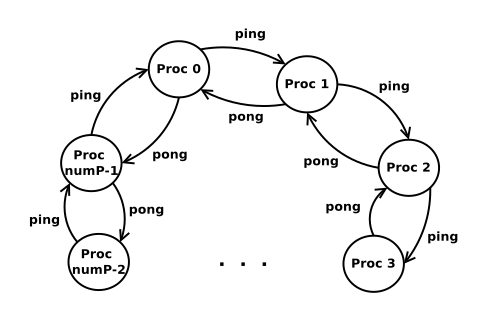 ping
Proc 0
Proc 1
ping
ping
pong
pong
pong
Proc
numP-1
Proc 2
pong
pong
ping
ping
Proc
numP-2
. . .
Proc 3